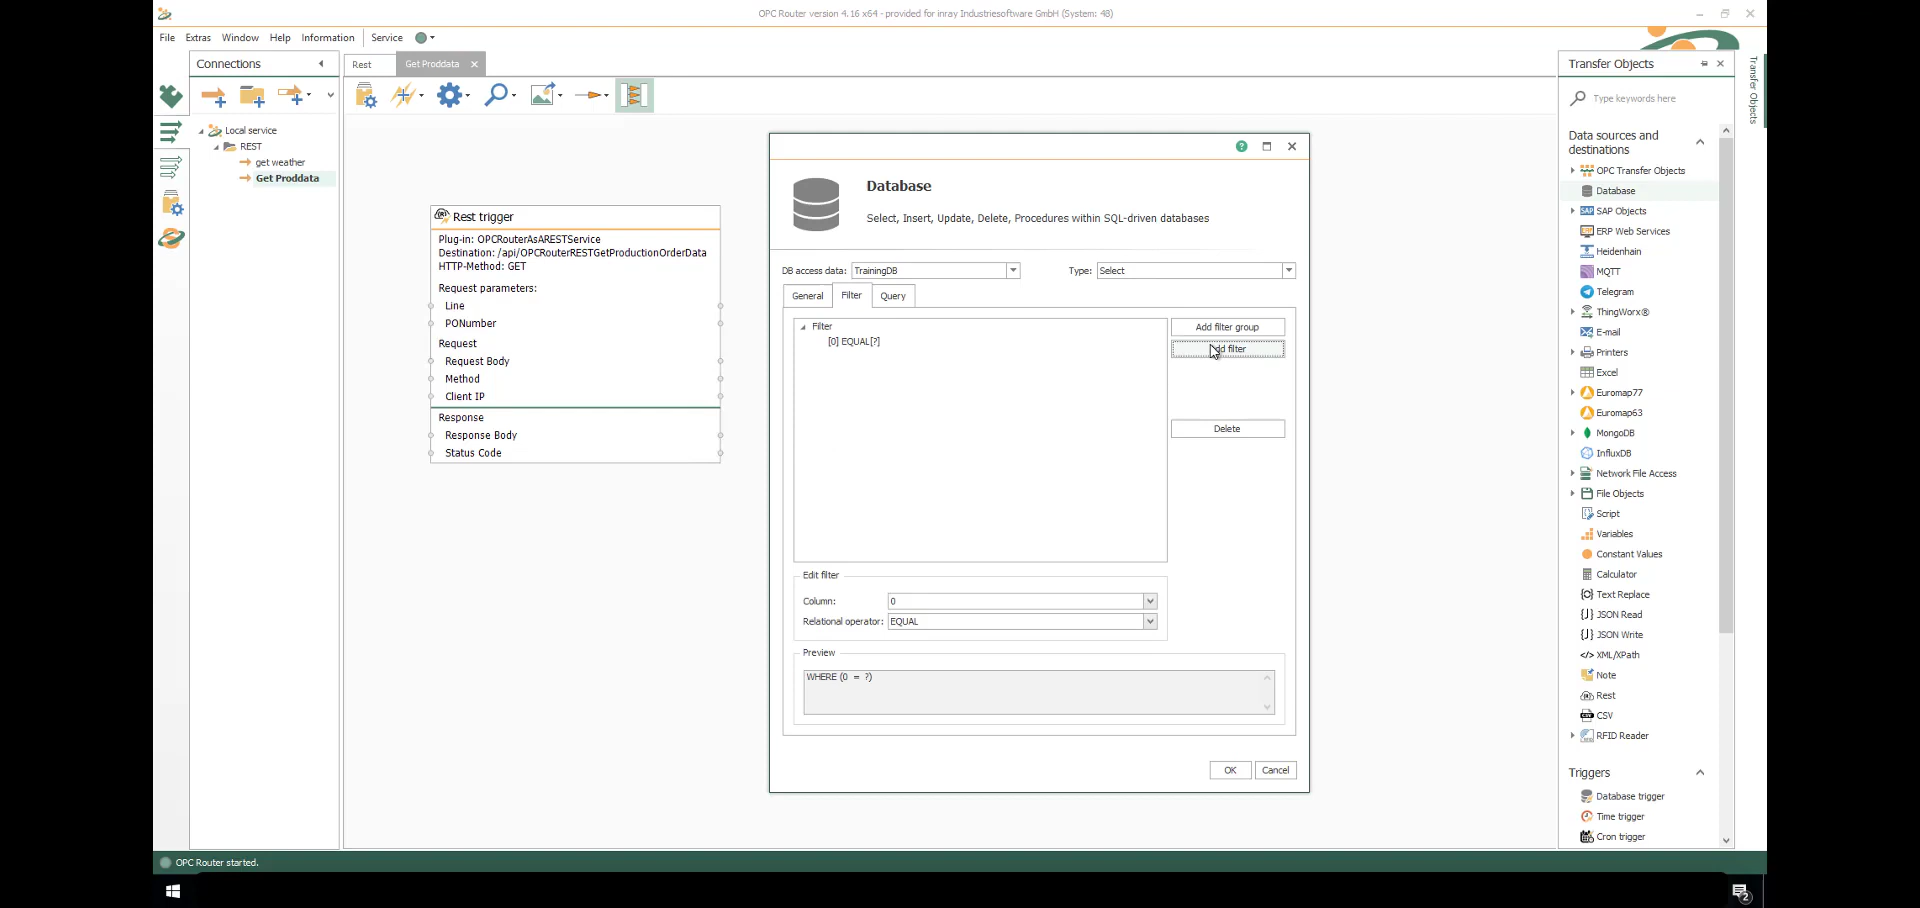 OPC Router version 4.16 x64 - provided for inray Industriesoftware GmbH (System: 48)
File Extras Window Help Information Service
Connections
Rest
Get Proddata
Local service
REST
get weather
Get Proddata
Rest trigger
Plug-in: OPCRouterAsARESTService
Destination: /api/OPCRouterRESTGetProductionOrderData
HTTP-Method: GET
Request parameters:
Line
PONumber
Request
Request Body
Method
Client IP
Response
Response Body
Status Code
Database
Select, Insert, Update, Delete, Procedures within SQL-driven databases
DB access data: TrainingDB
Type: Select
General
Filter
Query
Filter
[0] EQUAL[?]
Add filter group
filter
Delete
Edit filter
Column: 0
Relational operator: EQUAL
Preview
WHERE (0 = ?)
OK
Cancel
Transfer Objects
Type keywords here
Data sources and
destinations
OPC Transfer Objects
Database
SAP Objects
ERP Web Services
Heidenhain
MQTT
Telegram
ThingWorx®
E-mail
Printers
Excel
Euromap77
Euromap63
MongoDB
InfluxDB
Network File Access
File Objects
Script
Variables
Constant Values
Calculator
Text Replace
JSON Read
JSON Write
XML/XPath
Note
Rest
CSV
RFID Reader
Triggers
Database trigger
Time trigger
Cron trigger
Transfer Objects
OPC Router started.
2